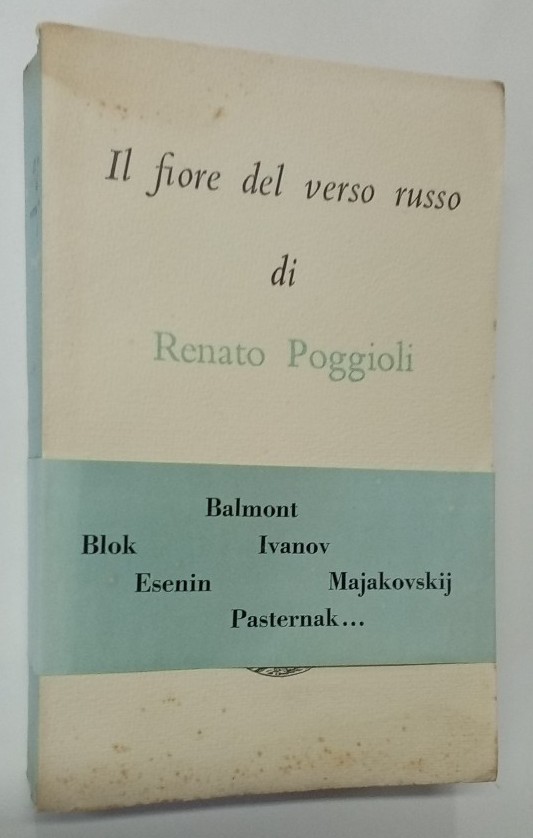 Il fiore del verso russo
di
Renato Poggioli
Balmont
Blok Ivanov
Esenin Majakovskij
Pasternak...